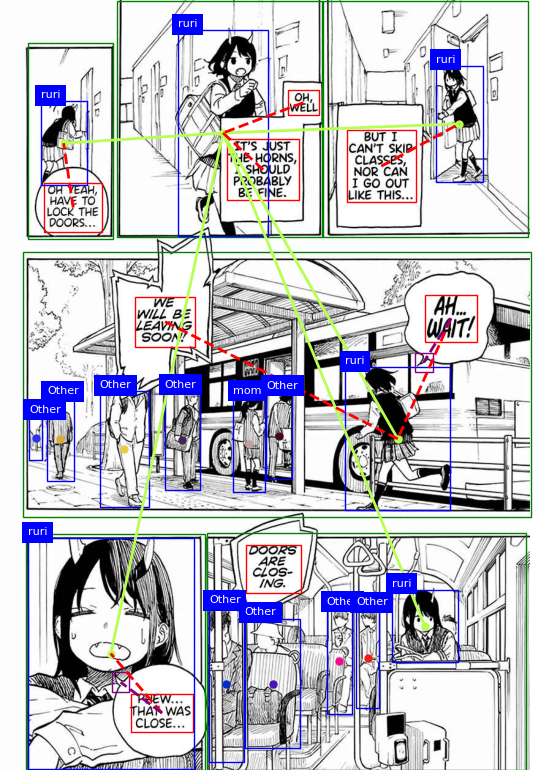 ruri
OH YEAH,
HAVE TO
LOCK THE
DOORS...
ruri
OH,
WELL
IT'S JUST
THE HORNS,
I SHOULD
PROBABLY
BE FINE.
ruri
BUT I
CAN'T SKIP
CLASSES,
NOR CAN
I GO OUT
LIKE THIS...
WE
WILL BE
LEAVING
SOON!
AH...
WAIT!
ruri
Other
Other
Other
Other
mom
Other
ruri
PHEW...
THAT WAS
CLOSE...
DOORS
ARE
CLOS-
ING.
Other
Other
Othe
Other
ruri